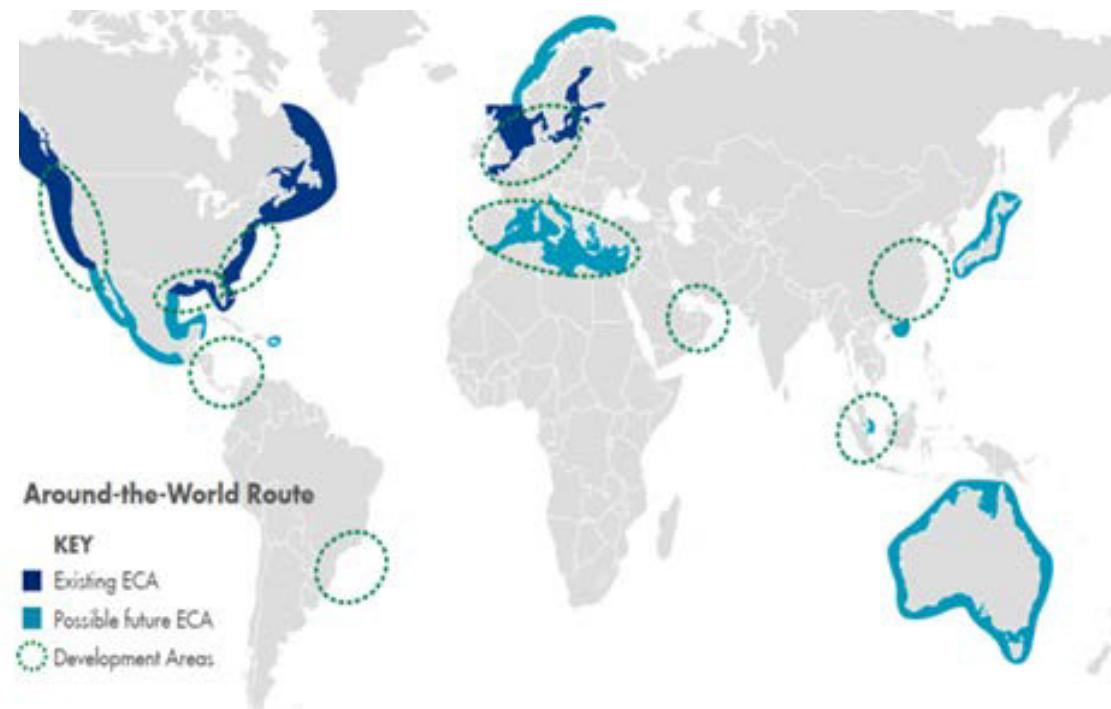 Around-the-World Route
KEY
Existing ECA
Possible future ECA
Development Areas